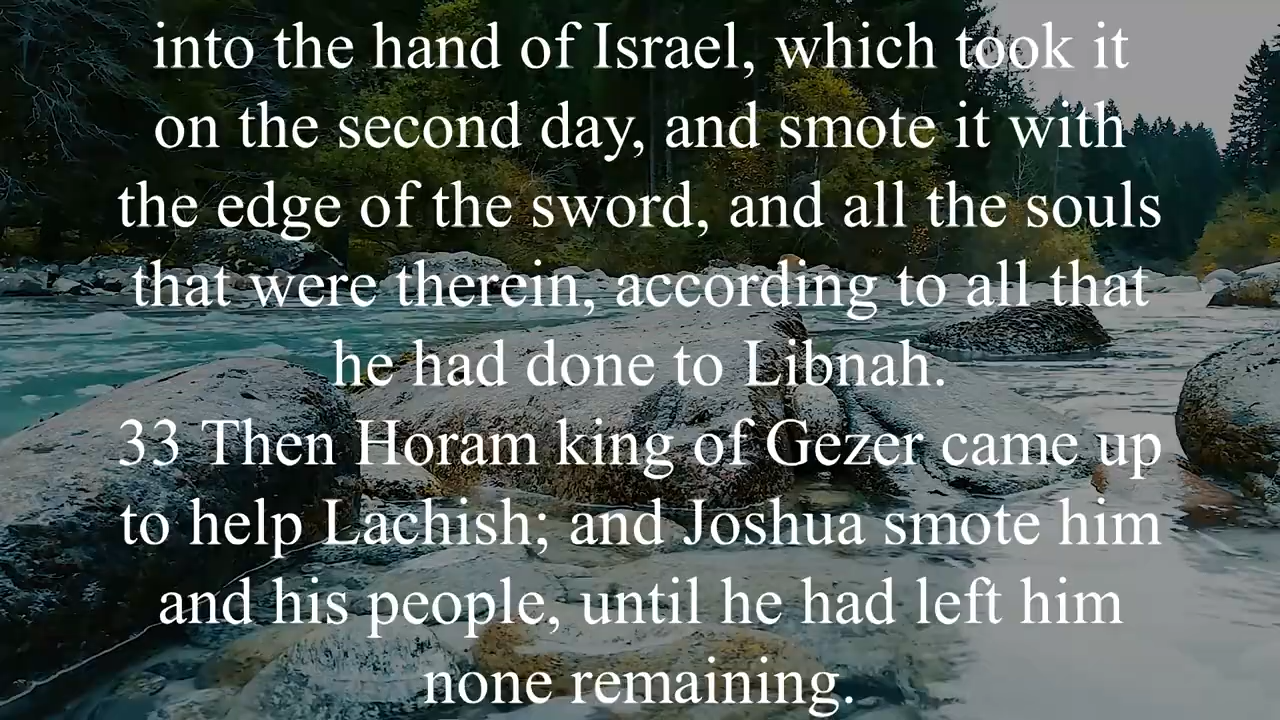 into the hand of Israel, which took it
on the second day, and smote it with
the edge of the sword, and all the souls
that were therein, according to all that
he had done to Libnah.
33 Then Horam king of Gezer came up
to help Lachish; and Joshua smote him
and his people, until he had left him
none remaining.